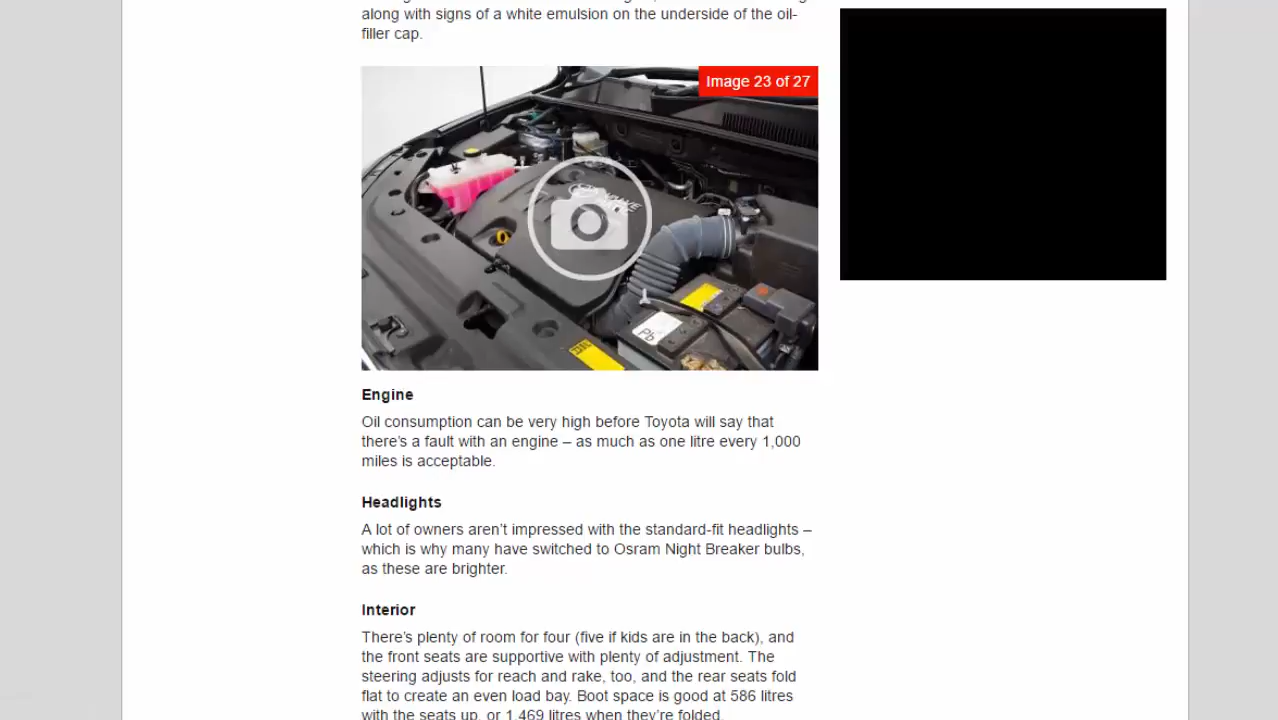 along with signs of a white emulsion on the underside of the oil-
filler cap.
Image 23 of 27
Pb
Engine
Oil consumption can be very high before Toyota will say that
there’s a fault with an engine – as much as one litre every 1,000
miles is acceptable.
Headlights
A lot of owners aren’t impressed with the standard-fit headlights –
which is why many have switched to Osram Night Breaker bulbs,
as these are brighter.
Interior
There’s plenty of room for four (five if kids are in the back), and
the front seats are supportive with plenty of adjustment. The
steering adjusts for reach and rake, too, and the rear seats fold
flat to create an even load bay. Boot space is good at 586 litres
with the seats up, or 1,469 litres when they’re folded.